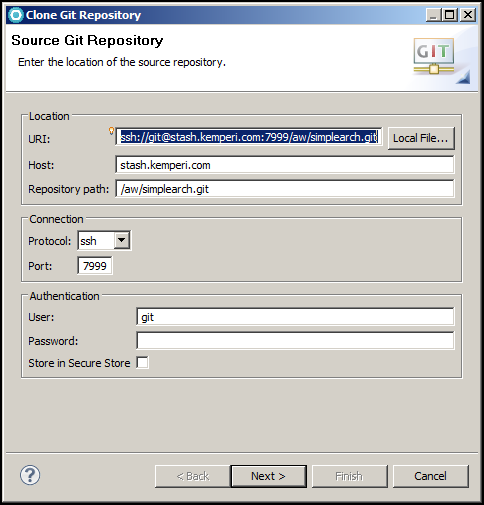 Clone Git Repository
Source Git Repository
Enter the location of the source repository.
GIT
Location
URI: ssh://git@stash.kemperi.com:7999/aw/simplearch.git Local File...
Host: stash.kemperi.com
Repository path: /aw/simplearch.git
Connection
Protocol: ssh
Port: 7999
Authentication
User: git
Password:
Store in Secure Store
? < Back Next > Finish Cancel